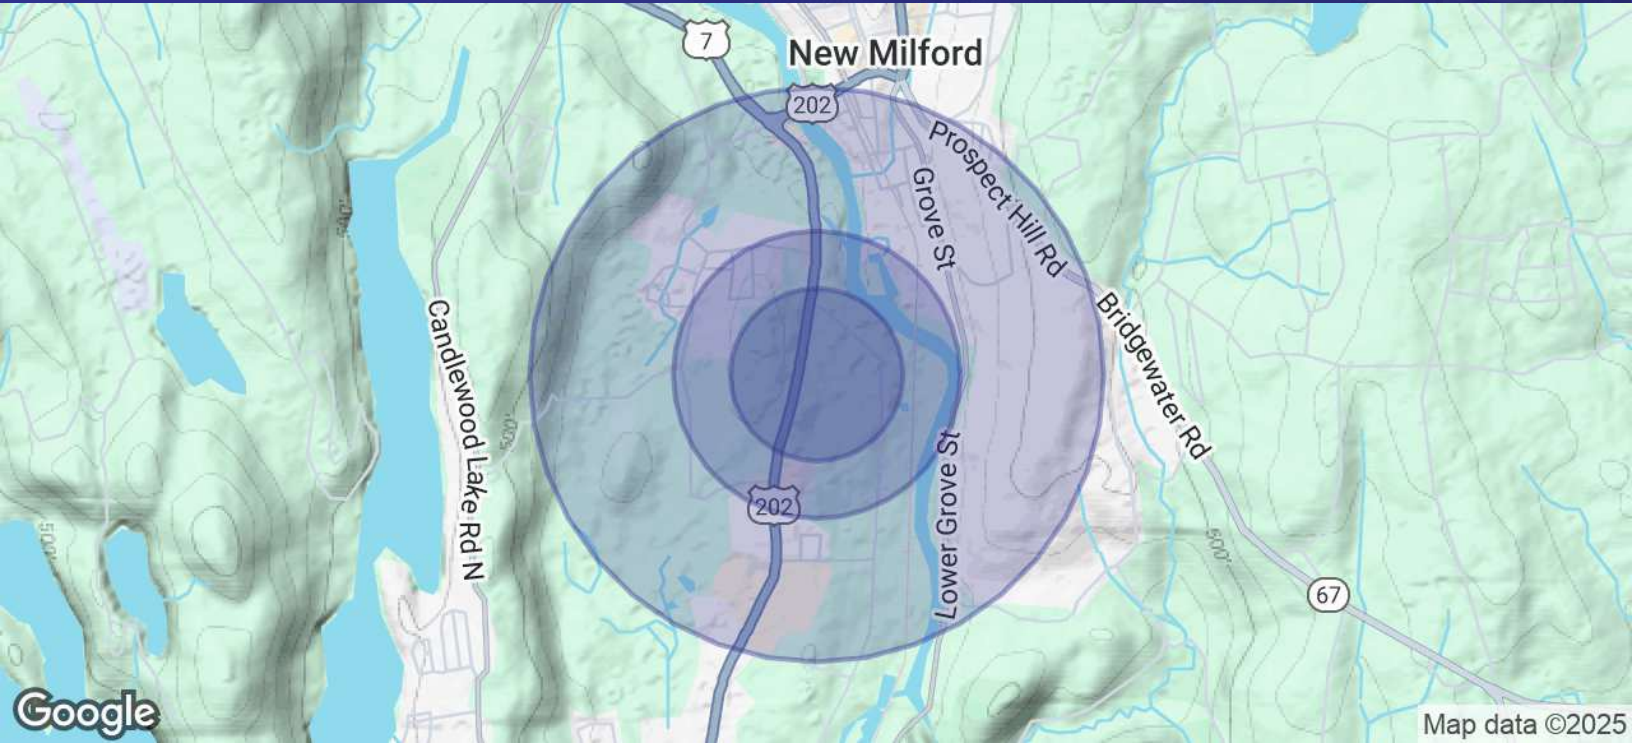 7
New Milford
202
Prospect Hill Rd
Grove St
Candlewood Lake Rd N
Bridgewater Rd
500'
202
Lower Grove St
500'
500'
67
Google
Map data ©2025